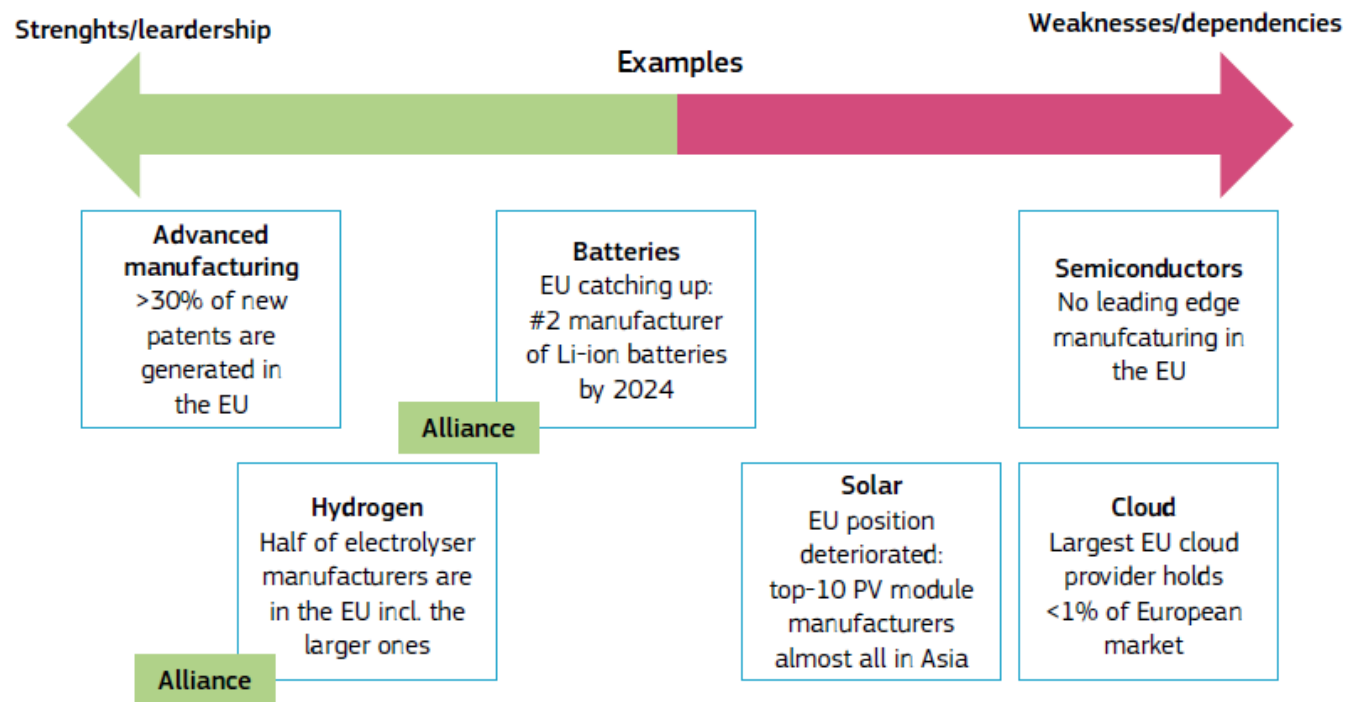 Strenghts/leardership
Weaknesses/dependencies
Examples
Advanced
manufacturing
>30% of new
patents are
generated in
the EU
Batteries
EU catching up:
#2 manufacturer
of Li-ion batteries
by 2024
Alliance
Semiconductors
No leading edge
manufcaturing in
the EU
Hydrogen
Half of electrolyser
manufacturers are
in the EU incl. the
larger ones
Alliance
Solar
EU position
deteriorated:
top-10 PV module
manufacturers
almost all in Asia
Cloud
Largest EU cloud
provider holds
<1% of European
market